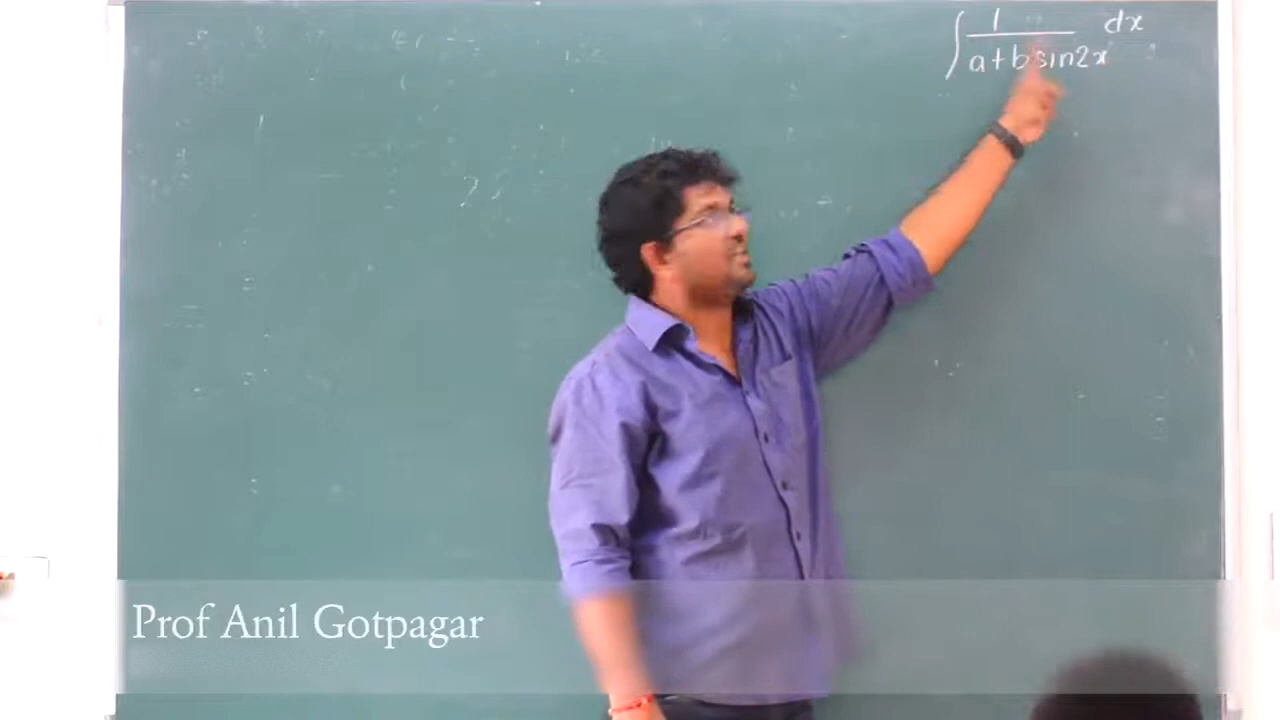 ∫ 1/(a+b sin2x) dx
Prof Anil Gotpagar